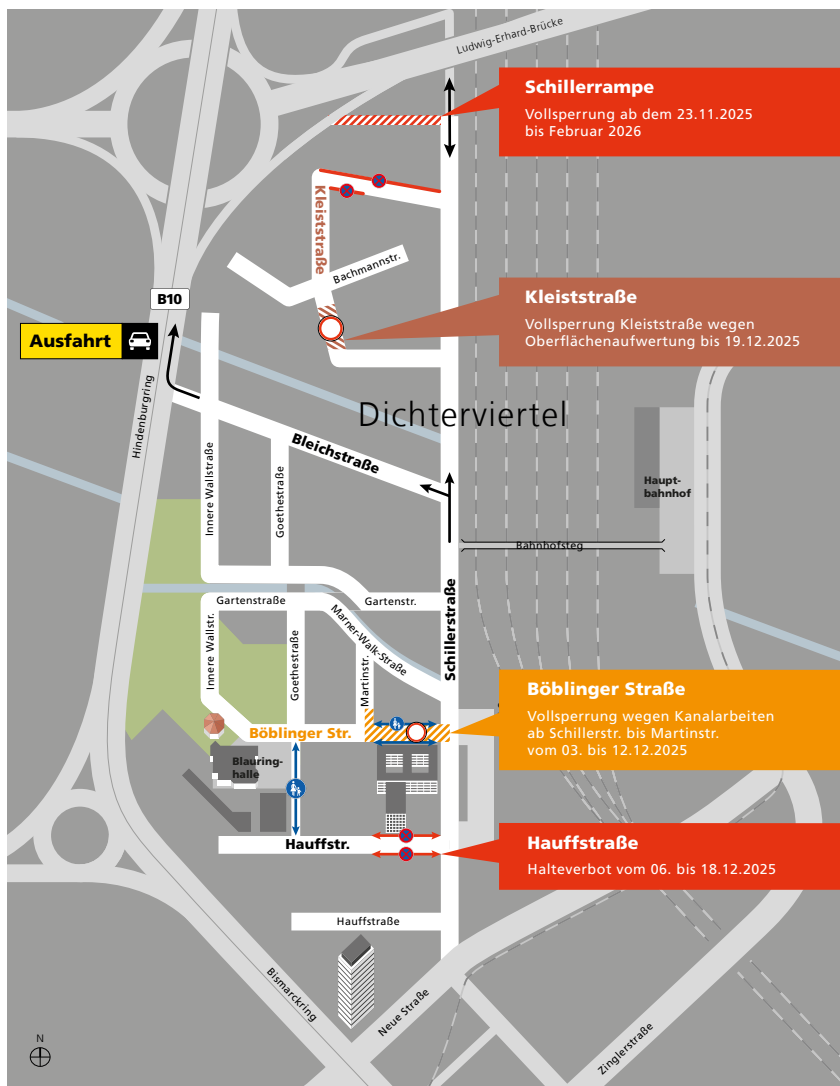 Ludwig-Erhard-Brücke
Schillerrampe
Vollsperrung ab dem 23.11.2025
bis Februar 2026
Kleiststraße
Bachmannstr.
B10
Kleiststraße
Vollsperrung Kleiststraße wegen
Oberflächenaufwertung bis 19.12.2025
Ausfahrt
Hindenburgring
Dichterviertel
Bleichstraße
Innere Wallstraße
Goethestraße
Haupt-
bahnhof
Bahnhofsteg
Schillerstraße
Gartenstraße
Gartenstr.
Marner-Walk-Straße
Innere Wallstr.
Goethestraße
Martinstr.
Böblinger Straße
Vollsperrung wegen Kanalarbeiten
ab Schillerstr. bis Martinstr.
vom 03. bis 12.12.2025
Böblinger Str.
Blauring-
halle
Hauffstr.
Hauffstraße
Halteverbot vom 06. bis 18.12.2025
Hauffstraße
Bismarckring
Neue Straße
Zinglerstraße
N